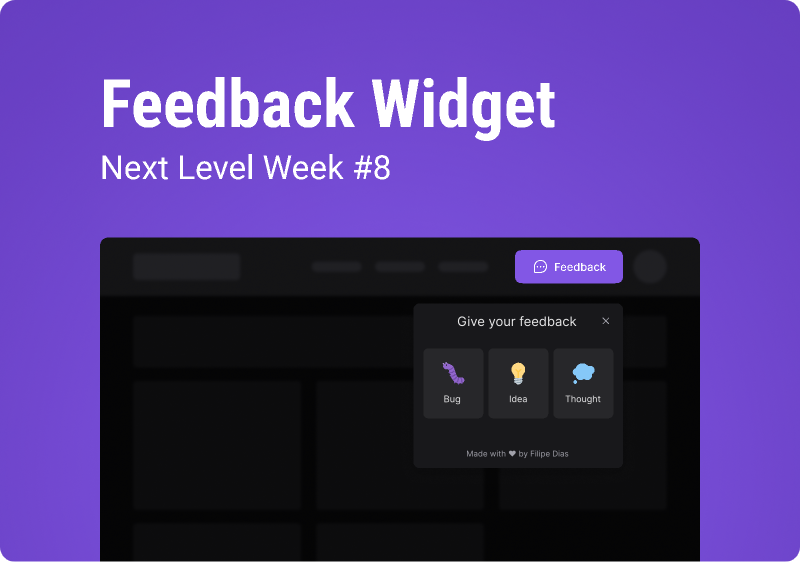 Feedback Widget
Next Level Week #8
Feedback
Give your feedback
Bug
Idea
Thought
Made with ♥ by Filipe Dias